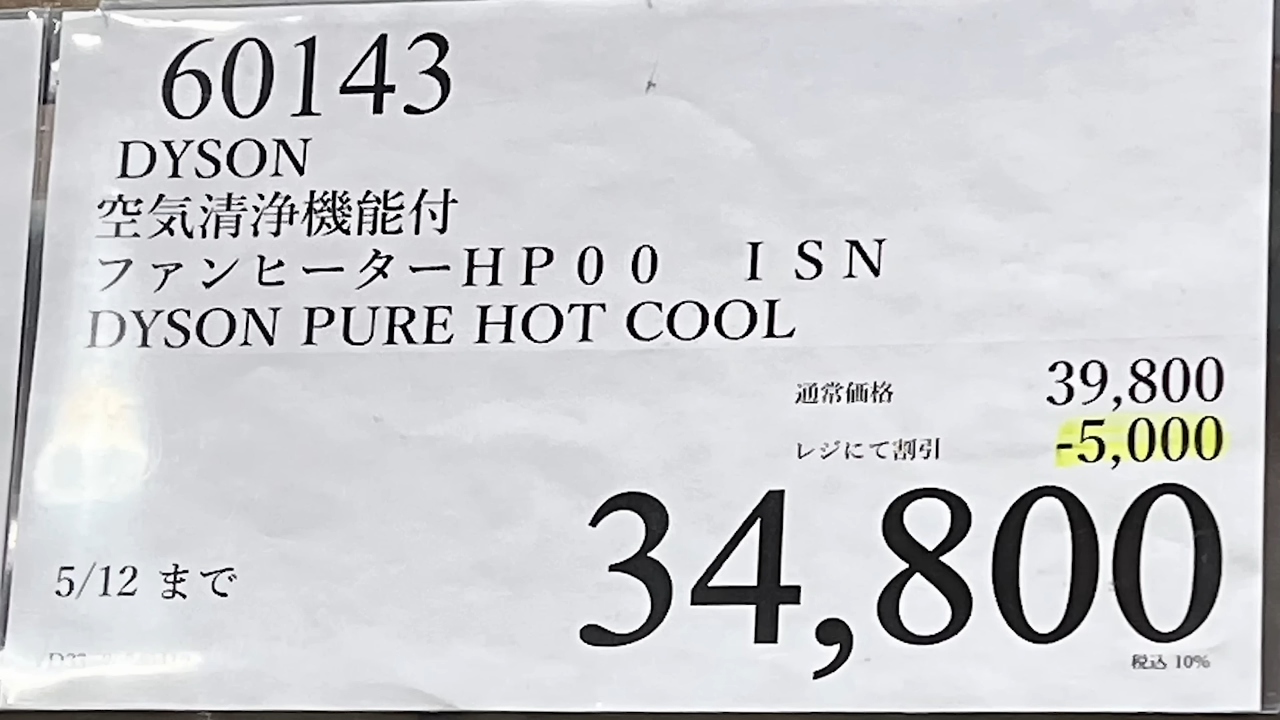 60143
DYSON
空気清浄機能付
ファンヒーターＨＰ００　ＩＳＮ
DYSON PURE HOT COOL
通常価格 39,800
レジにて割引 -5,000
34,800
5/12 まで
税込 10%